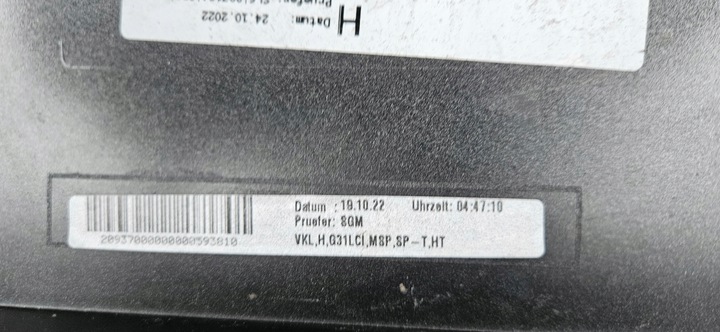 H
Datum: 24.10.2022
Datum : 19.10.22 Uhrzeit: 04:47:10
Pruefer: SGM
20937000000000593810
VKL,H,G31LCI,MSP,SP-T,HT